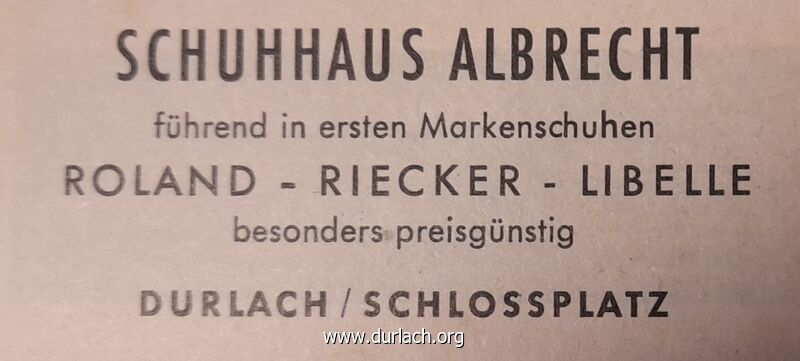 SCHUHHAUS ALBRECHT
führend in ersten Markenschuhen
ROLAND - RIECKER - LIBELLE
besonders preisgünstig
DURLACH / SCHLOSSPLATZ
www.durlach.org